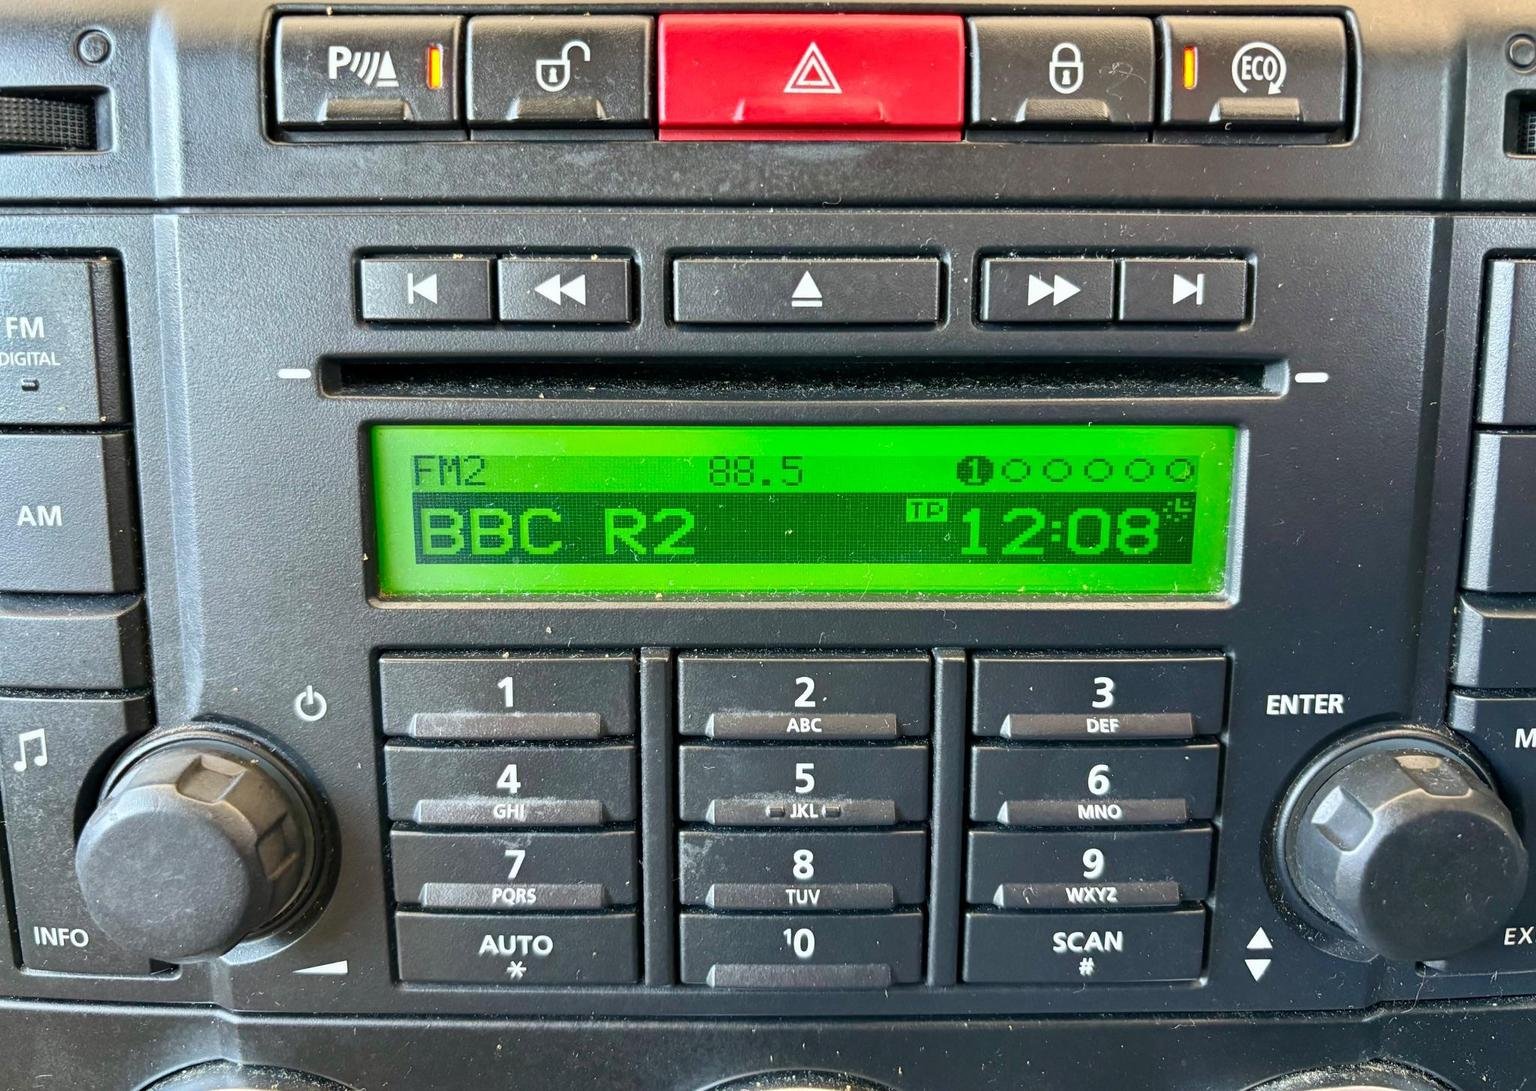 P
ECO
FM
DIGITAL
FM2 88.5 1
BBC R2 TP 12:08
AM
1
2 ABC
3 DEF
ENTER
4 GHI
5 JKL
6 MNO
7 PQRS
8 TUV
9 WXYZ
INFO
AUTO *
10
SCAN #